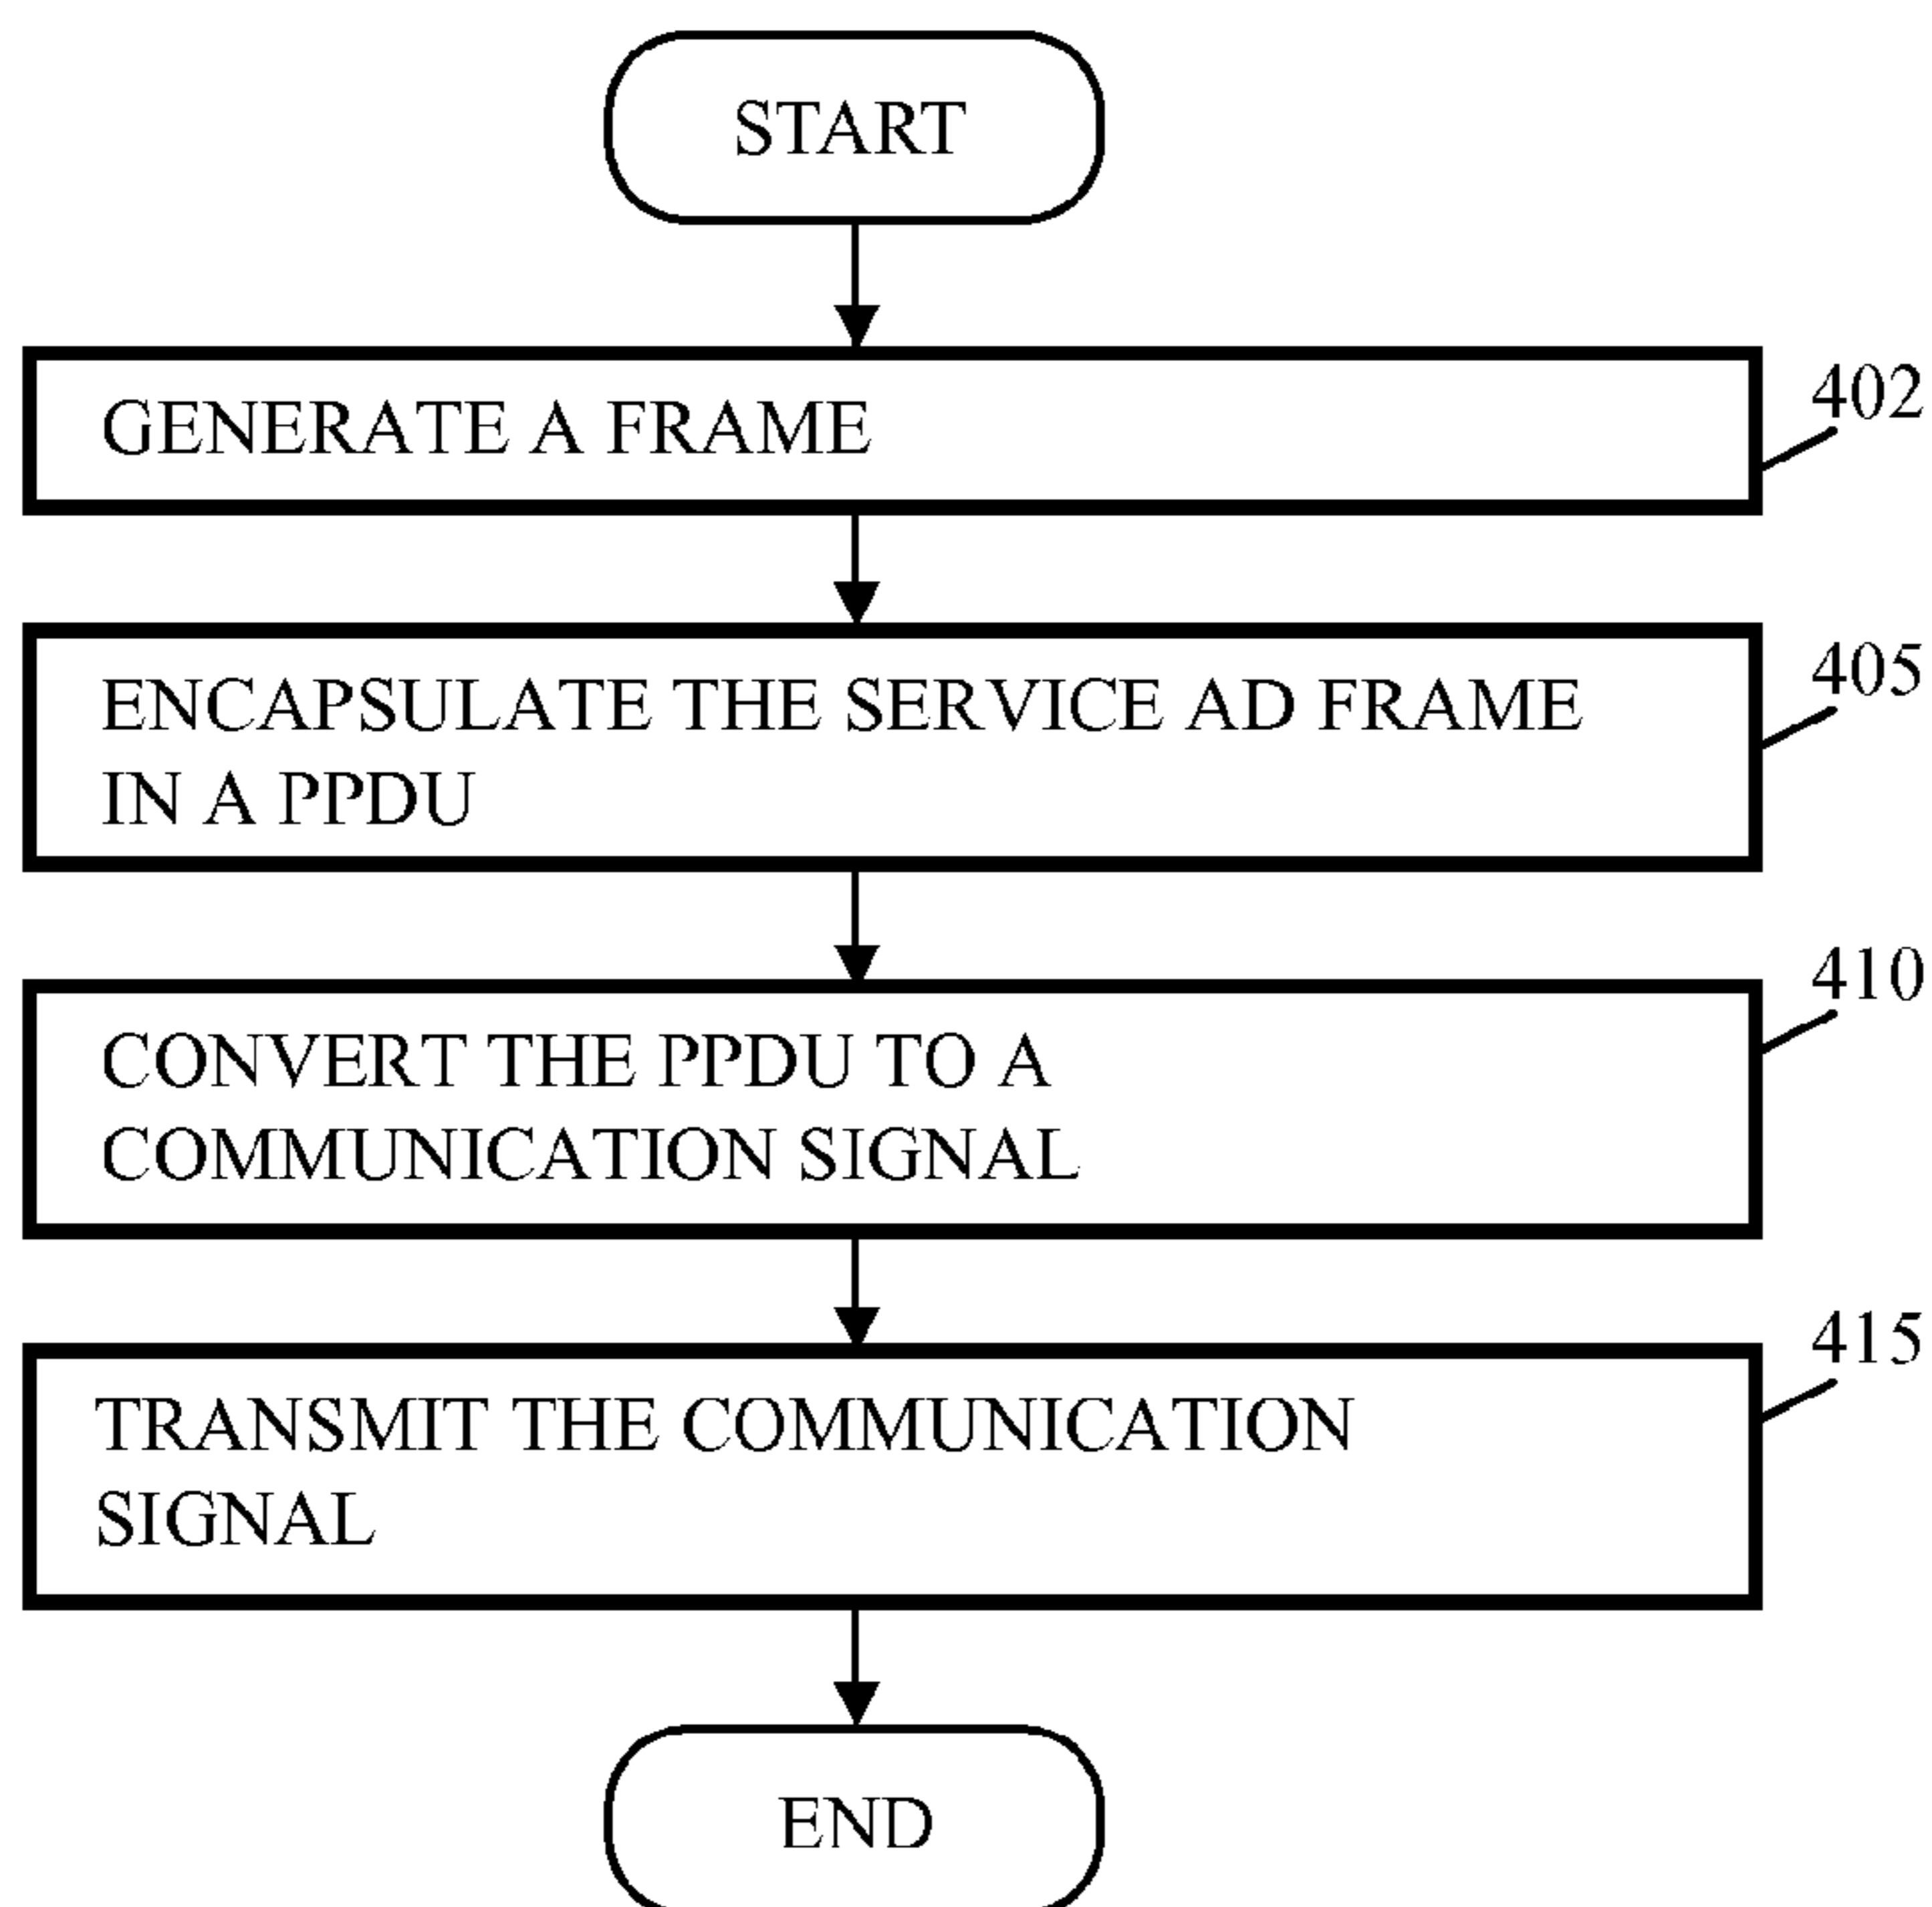 START
GENERATE A FRAME
402
ENCAPSULATE THE SERVICE AD FRAME
IN A PPDU
405
CONVERT THE PPDU TO A
COMMUNICATION SIGNAL
410
TRANSMIT THE COMMUNICATION
SIGNAL
415
END